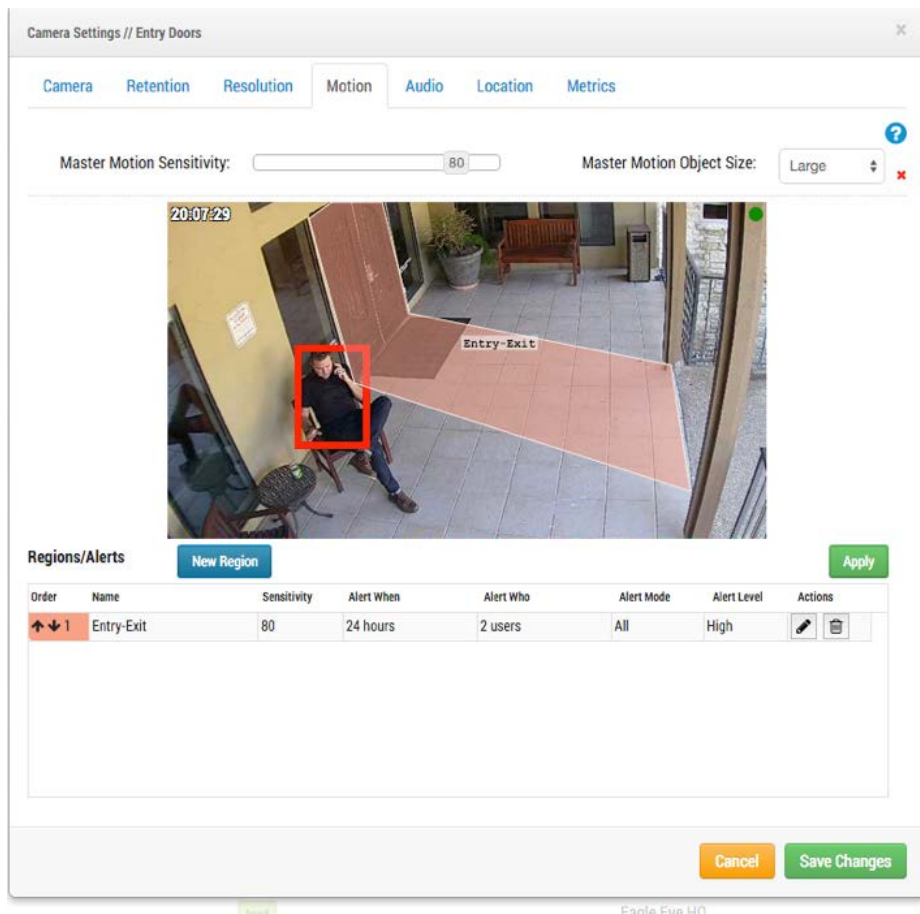 Camera Settings // Entry Doors ×
Camera Retention Resolution Motion Audio Location Metrics
?
Master Motion Sensitivity: 80 Master Motion Object Size: Large
20:07:29
Entry-Exit
Regions/Alerts New Region Apply
Order Name Sensitivity Alert When Alert Who Alert Mode Alert Level Actions
1 Entry-Exit 80 24 hours 2 users All High
Cancel Save Changes
Eagle Eye HQ